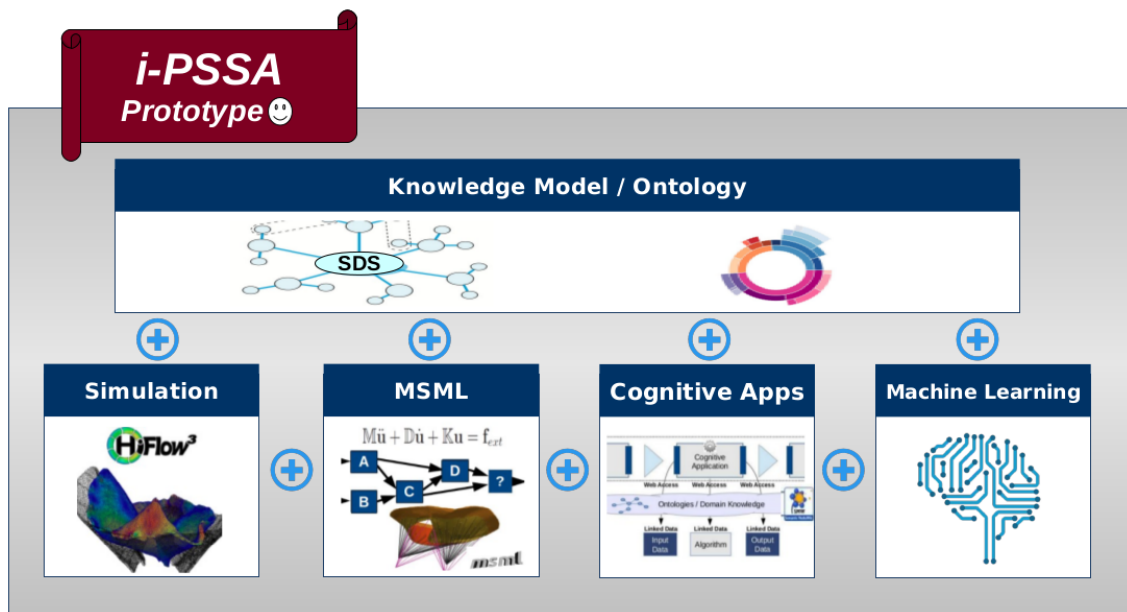 i-PSSA
Prototype
Knowledge Model / Ontology
SDS
Simulation
MSML
Cognitive Apps
Machine Learning
HiFlow³
Mü + Du̇ + Ku = f_ext
A
B
C
D
?
msml
Cognitive
Application
Web Access Web Access Web Access
Ontologies / Domain Knowledge
Linked Data Linked Data Linked Data
Input
Data
Algorithm
Output
Data